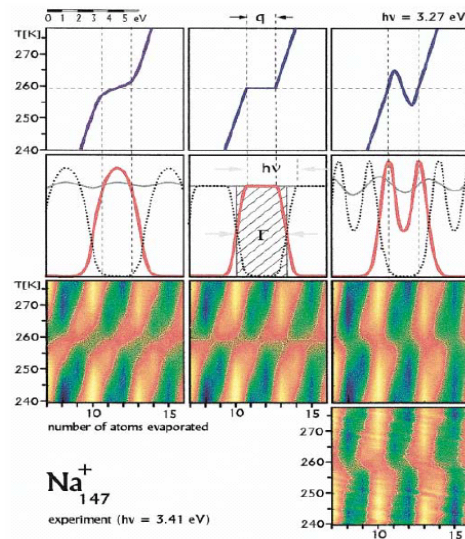 0 1 2 3 4 5 eV
q
hν = 3.27 eV
T[K]
270
260
250
240
hν
Γ
T[K]
270
260
250
240
10
15
10
15
number of atoms evaporated
T[K]
270
260
250
240
10
15
Na+
147
experiment (hν = 3.41 eV)